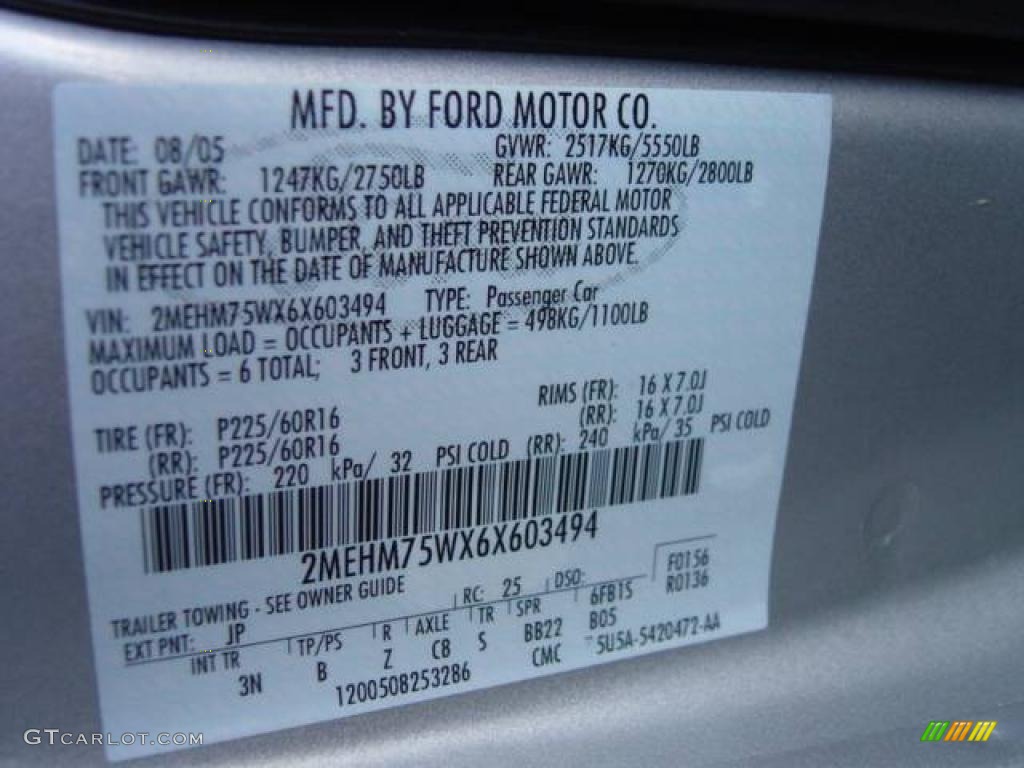 MFD. BY FORD MOTOR CO.
DATE: 08/05 GVWR: 2517KG/5550LB
FRONT GAWR: 1247KG/2750LB REAR GAWR: 1270KG/2800LB
THIS VEHICLE CONFORMS TO ALL APPLICABLE FEDERAL MOTOR
VEHICLE SAFETY, BUMPER, AND THEFT PREVENTION STANDARDS
IN EFFECT ON THE DATE OF MANUFACTURE SHOWN ABOVE.
VIN: 2MEHM75WX6X603494 TYPE: Passenger Car
MAXIMUM LOAD = OCCUPANTS + LUGGAGE = 498KG/1100LB
OCCUPANTS = 6 TOTAL; 3 FRONT, 3 REAR
TIRE (FR): P225/60R16 RIMS (FR): 16 X 7.0J
(RR): P225/60R16 (RR): 16 X 7.0J
PRESSURE (FR): 220 kPa/ 32 PSI COLD (RR): 240 kPa/ 35 PSI COLD
2MEHM75WX6X603494
TRAILER TOWING - SEE OWNER GUIDE F0156
EXT PNT: JP RC: 25 DSO: R0136
INT TR TP/PS R AXLE TR SPR 6FB15
3N B Z C8 S BB22 B05
1200508253286 CMC 5U5A-5420472-AA
GTCARLOT.COM